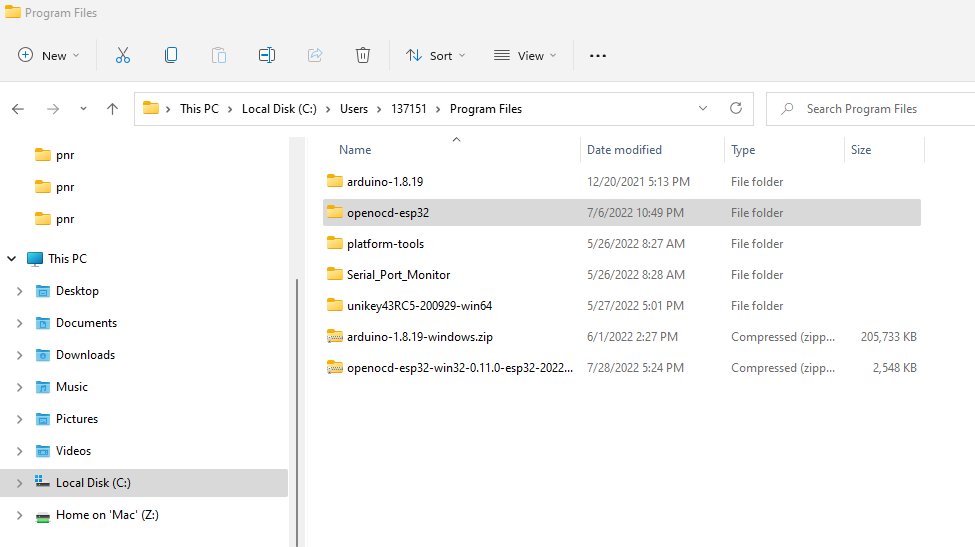 Program Files
New
Sort
View
This PC > Local Disk (C:) > Users > 137151 > Program Files
Search Program Files
pnr
pnr
pnr
This PC
Desktop
Documents
Downloads
Music
Pictures
Videos
Local Disk (C:)
Home on 'Mac' (Z:)
Name Date modified Type Size
arduino-1.8.19 12/20/2021 5:13 PM File folder
openocd-esp32 7/6/2022 10:49 PM File folder
platform-tools 5/26/2022 8:27 AM File folder
Serial_Port_Monitor 5/26/2022 8:28 AM File folder
unikey43RC5-200929-win64 5/27/2022 5:01 PM File folder
arduino-1.8.19-windows.zip 6/1/2022 2:27 PM Compressed (zipp... 205,733 KB
openocd-esp32-win32-0.11.0-esp32-2022... 7/28/2022 5:24 PM Compressed (zipp... 2,548 KB